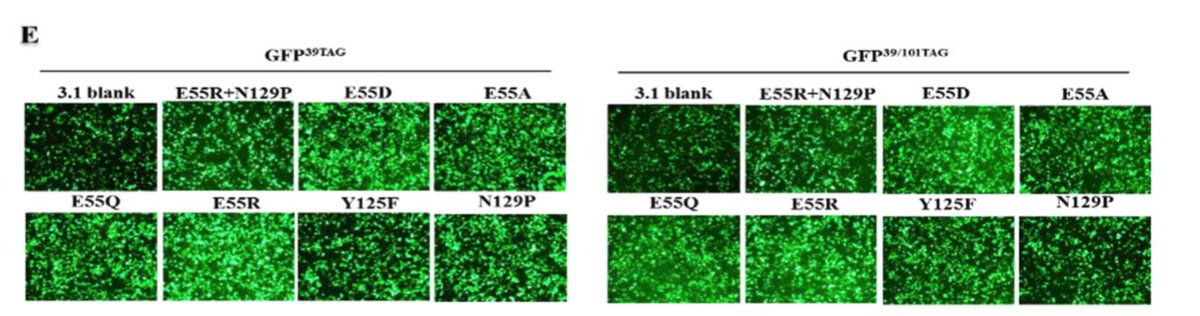 E
GFP39TAG
GFP39/101TAG
3.1 blank E55R+N129P E55D E55A
3.1 blank E55R+N129P E55D E55A
E55Q E55R Y125F N129P
E55Q E55R Y125F N129P